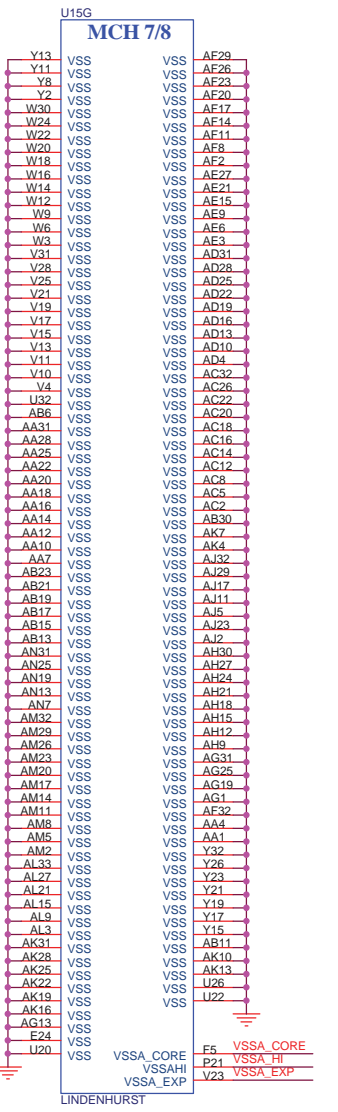 U15G
MCH 7/8
Y13 VSS VSS AF29
Y11 VSS VSS AF26
Y8 VSS VSS AF23
Y2 VSS VSS AF20
W30 VSS VSS AF17
W24 VSS VSS AF14
W22 VSS VSS AF11
W20 VSS VSS AF8
W18 VSS VSS AF2
W16 VSS VSS AE27
W14 VSS VSS AE21
W12 VSS VSS AE15
W9 VSS VSS AE9
W6 VSS VSS AE6
W3 VSS VSS AE3
V31 VSS VSS AD31
V28 VSS VSS AD28
V25 VSS VSS AD25
V21 VSS VSS AD22
V19 VSS VSS AD19
V17 VSS VSS AD16
V15 VSS VSS AD13
V13 VSS VSS AD10
V11 VSS VSS AD4
V10 VSS VSS AC32
V4 VSS VSS AC26
U32 VSS VSS AC22
AB6 VSS VSS AC20
AA31 VSS VSS AC18
AA28 VSS VSS AC16
AA25 VSS VSS AC14
AA22 VSS VSS AC12
AA20 VSS VSS AC8
AA18 VSS VSS AC5
AA16 VSS VSS AC2
AA14 VSS VSS AB30
AA12 VSS VSS AK7
AA10 VSS VSS AK4
AA7 VSS VSS AJ32
AB23 VSS VSS AJ29
AB21 VSS VSS AJ17
AB19 VSS VSS AJ11
AB17 VSS VSS AJ5
AB15 VSS VSS AJ23
AB13 VSS VSS AJ2
AN31 VSS VSS AH30
AN25 VSS VSS AH27
AN19 VSS VSS AH24
AN13 VSS VSS AH21
AN7 VSS VSS AH18
AM32 VSS VSS AH15
AM29 VSS VSS AH12
AM26 VSS VSS AH9
AM23 VSS VSS AG31
AM20 VSS VSS AG25
AM17 VSS VSS AG19
AM14 VSS VSS AG1
AM11 VSS VSS AF32
AM8 VSS VSS AA4
AM5 VSS VSS AA1
AM2 VSS VSS Y32
AL33 VSS VSS Y26
AL27 VSS VSS Y23
AL21 VSS VSS Y21
AL15 VSS VSS Y19
AL9 VSS VSS Y17
AL3 VSS VSS Y15
AK31 VSS VSS AB11
AK28 VSS VSS AK10
AK25 VSS VSS AK13
AK22 VSS VSS U26
AK19 VSS VSS U22
AK16 VSS
AG13 VSS
E24 VSS
U20 VSS VSSA_CORE F5 VSSA_CORE
VSSAHI P21 VSSA_HI
VSSA_EXP V23 VSSA_EXP
LINDENHURST